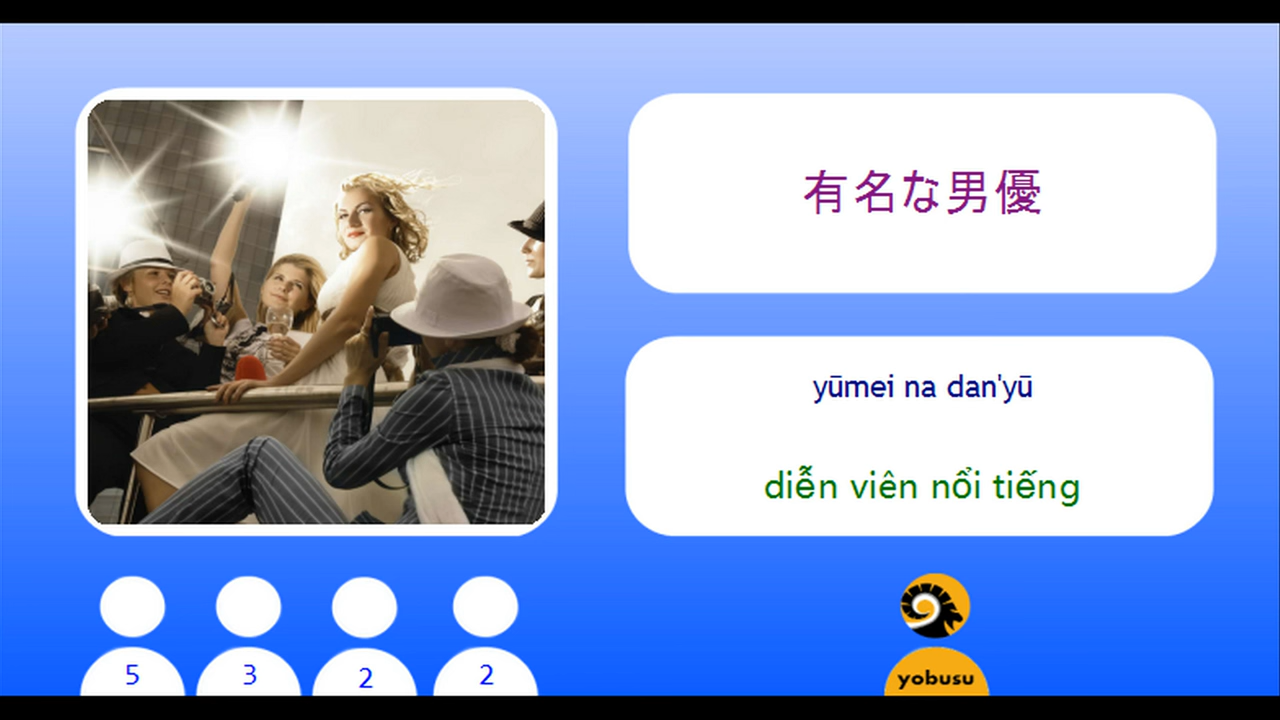 有名な男優
yūmei na dan'yū
diễn viên nổi tiếng
5 3 2 2
yobusu